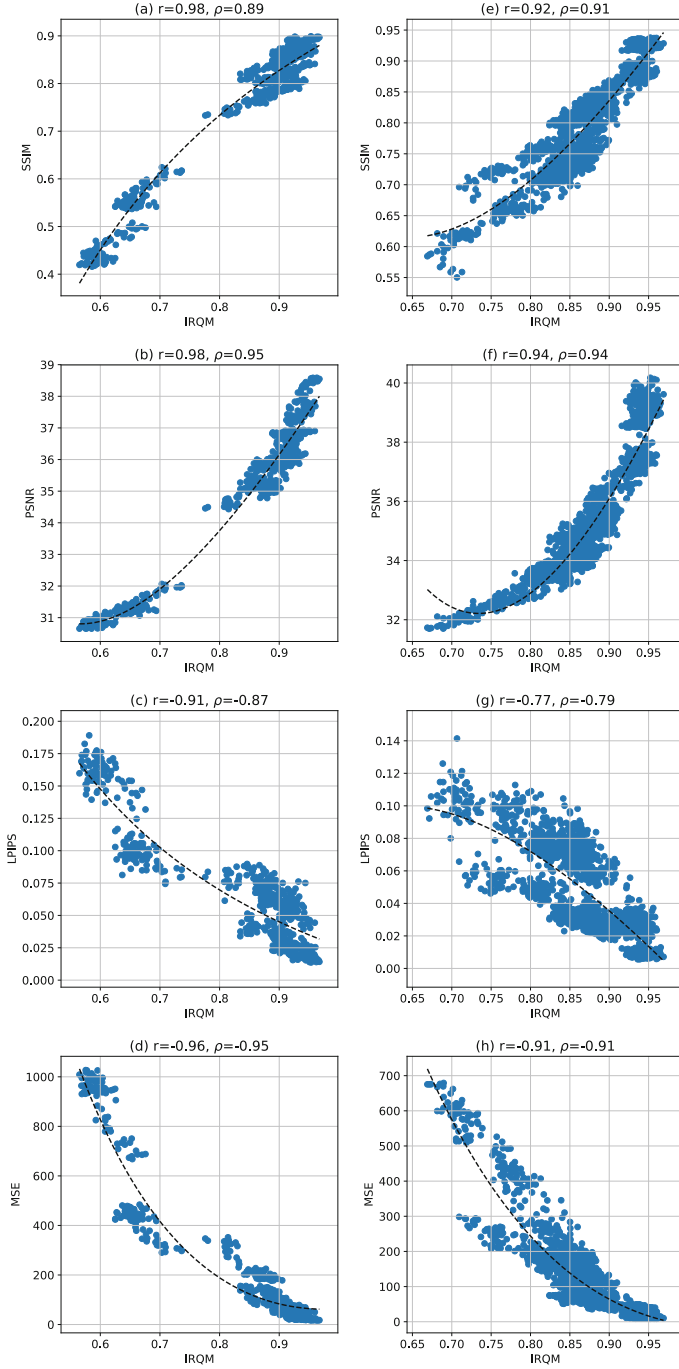 (a) r=0.98, ρ=0.89
SSIM
0.9
0.8
0.7
0.6
0.5
0.4
0.6 0.7 0.8 0.9
IRQM
(e) r=0.92, ρ=0.91
SSIM
0.95
0.90
0.85
0.80
0.75
0.70
0.65
0.60
0.55
0.65 0.70 0.75 0.80 0.85 0.90 0.95
IRQM
(b) r=0.98, ρ=0.95
PSNR
39
38
37
36
35
34
33
32
31
0.6 0.7 0.8 0.9
IRQM
(f) r=0.94, ρ=0.94
PSNR
40
38
36
34
32
0.65 0.70 0.75 0.80 0.85 0.90 0.95
IRQM
(c) r=-0.91, ρ=-0.87
LPIPS
0.200
0.175
0.150
0.125
0.100
0.075
0.050
0.025
0.000
0.6 0.7 0.8 0.9
IRQM
(g) r=-0.77, ρ=-0.79
LPIPS
0.14
0.12
0.10
0.08
0.06
0.04
0.02
0.00
0.65 0.70 0.75 0.80 0.85 0.90 0.95
IRQM
(d) r=-0.96, ρ=-0.95
MSE
1000
800
600
400
200
0
0.6 0.7 0.8 0.9
IRQM
(h) r=-0.91, ρ=-0.91
MSE
700
600
500
400
300
200
100
0
0.65 0.70 0.75 0.80 0.85 0.90 0.95
IRQM